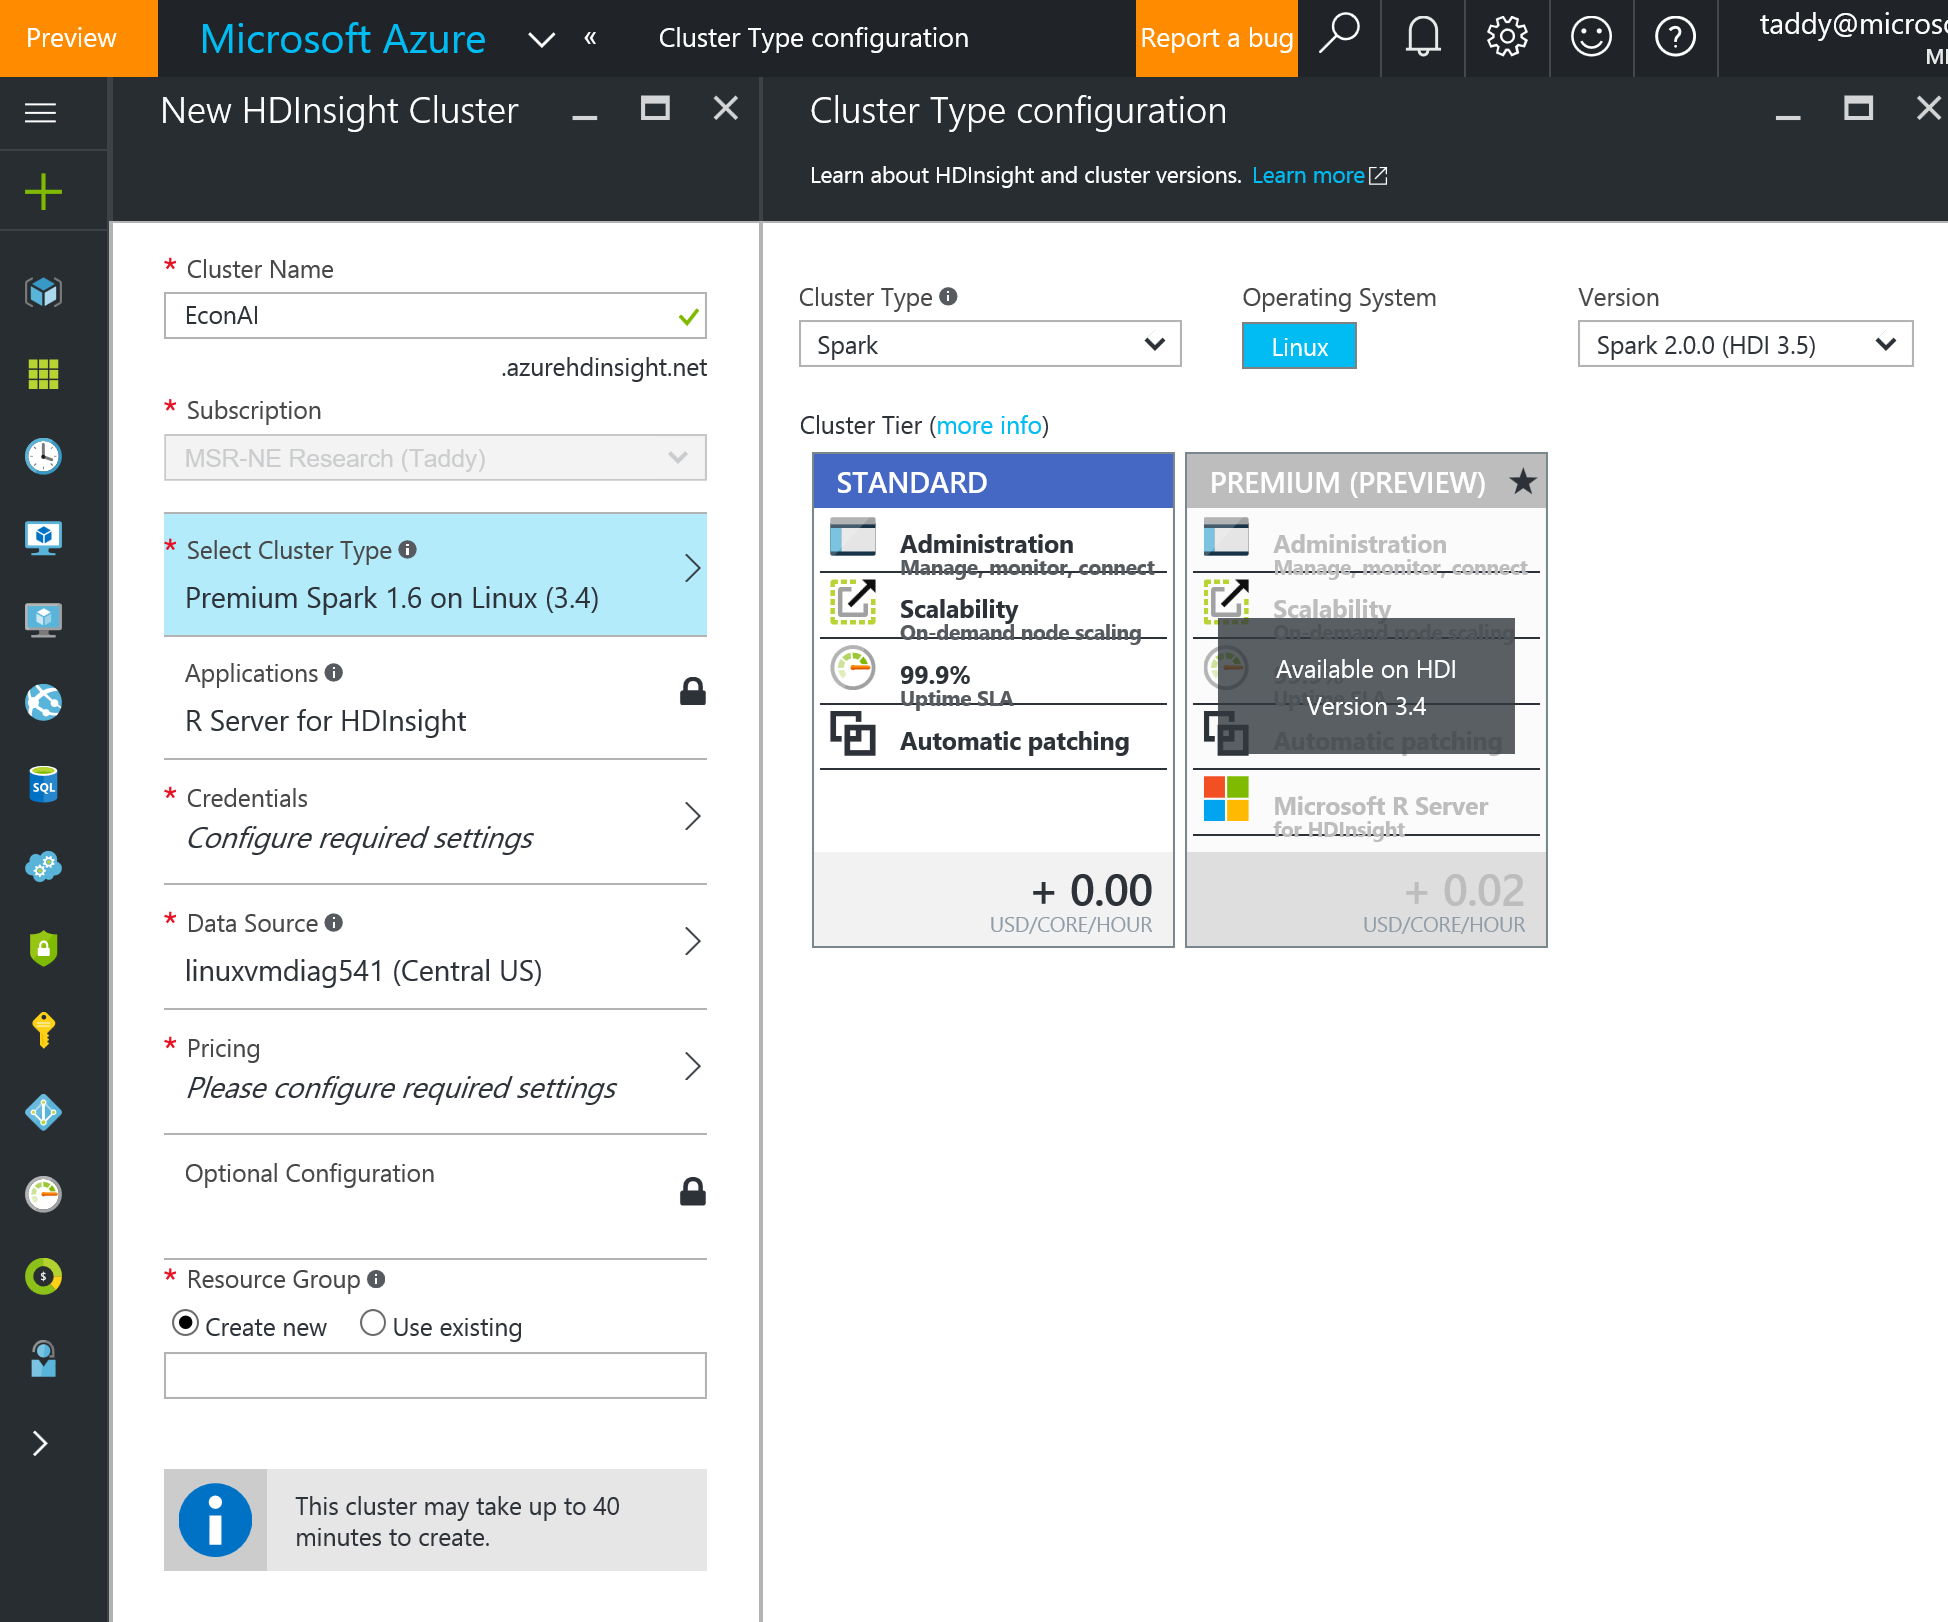 Preview
Microsoft Azure
«
Cluster Type configuration
Report a bug
taddy@micros
New HDInsight Cluster
Cluster Type configuration
Learn about HDInsight and cluster versions. Learn more
* Cluster Name
EconAI
.azurehdinsight.net
* Subscription
MSR-NE Research (Taddy)
* Select Cluster Type
Premium Spark 1.6 on Linux (3.4)
Applications
R Server for HDInsight
* Credentials
Configure required settings
* Data Source
linuxvmdiag541 (Central US)
* Pricing
Please configure required settings
Optional Configuration
* Resource Group
Create new
Use existing
This cluster may take up to 40
minutes to create.
Cluster Type
Spark
Operating System
Linux
Version
Spark 2.0.0 (HDI 3.5)
Cluster Tier (more info)
STANDARD
Administration
Manage, monitor, connect
Scalability
On-demand node scaling
99.9%
Uptime SLA
Automatic patching
+ 0.00
USD/CORE/HOUR
PREMIUM (PREVIEW) ★
Administration
Manage, monitor, connect
Scalability
On-demand node scaling
Available on HDI
Uptime SLA
Version 3.4
Automatic patching
Microsoft R Server
for HDInsight
+ 0.02
USD/CORE/HOUR
SQL